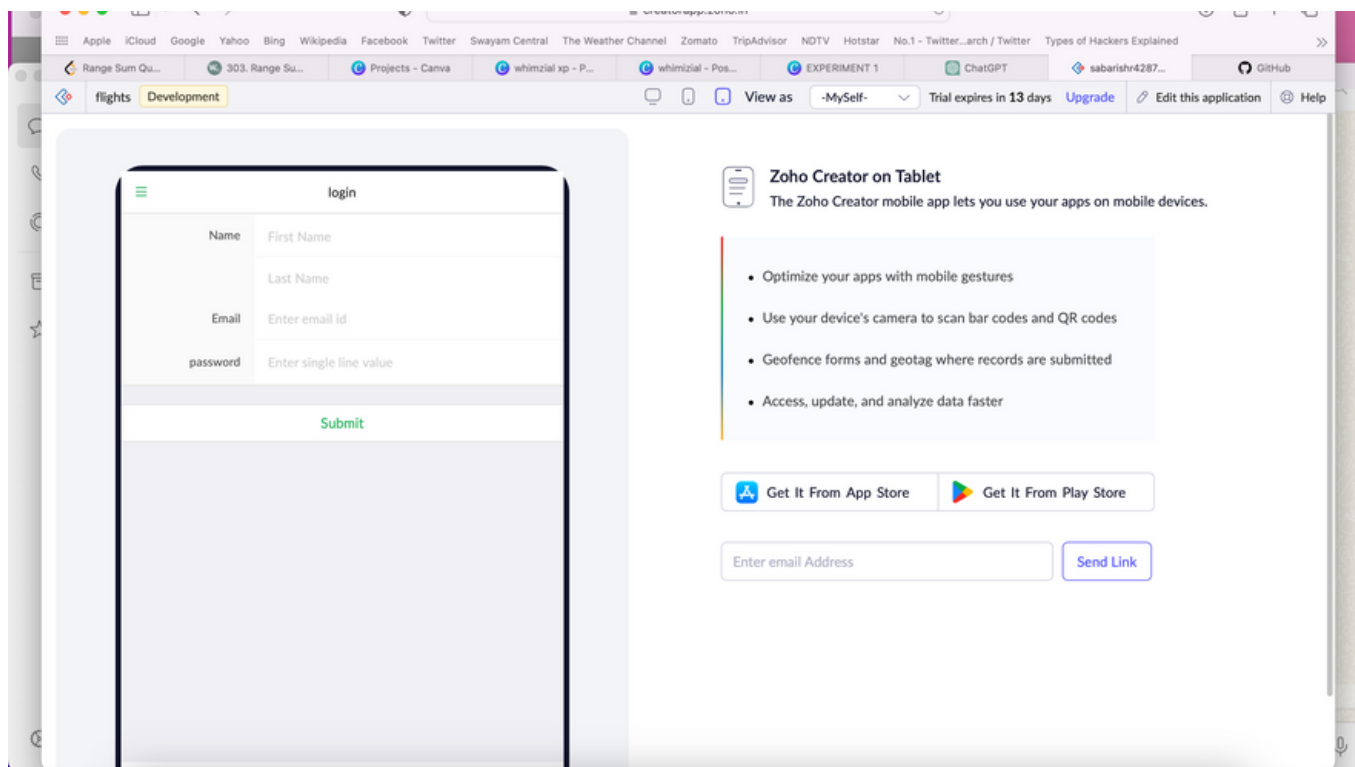 Apple iCloud Google Yahoo Bing Wikipedia Facebook Twitter Swayam Central The Weather Channel Zomato TripAdvisor NDTV Hotstar No.1 - Twitter...arch / Twitter Types of Hackers Explained
Range Sum Qu... 303. Range Su... Projects - Canva whimzial xp - P... whimizial - Pos... EXPERIMENT 1 ChatGPT sabarishr4287... GitHub
flights Development View as -MySelf- Trial expires in 13 days Upgrade Edit this application Help
login
Name First Name
Last Name
Email Enter email id
password Enter single line value
Submit
Zoho Creator on Tablet
The Zoho Creator mobile app lets you use your apps on mobile devices.
• Optimize your apps with mobile gestures
• Use your device's camera to scan bar codes and QR codes
• Geofence forms and geotag where records are submitted
• Access, update, and analyze data faster
Get It From App Store Get It From Play Store
Enter email Address Send Link